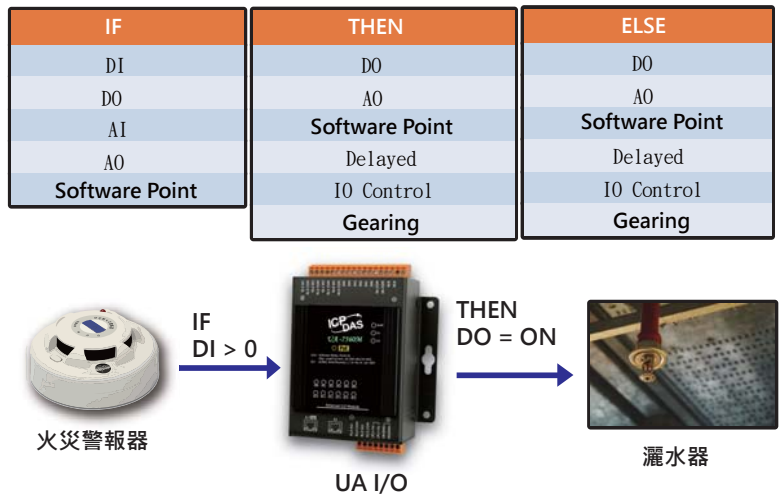 IF
DI
DO
AI
AO
Software Point
THEN
DO
AO
Software Point
Delayed
IO Control
Gearing
ELSE
DO
AO
Software Point
Delayed
IO Control
Gearing
IF
DI > 0
ICP
DAS
PoE
THEN
DO = ON
火災警報器
UA I/O
灑水器